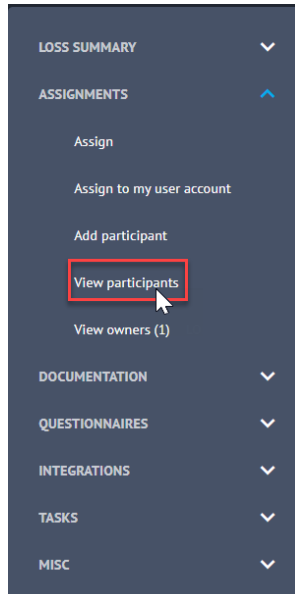 LOSS SUMMARY
ASSIGNMENTS
Assign
Assign to my user account
Add participant
View participants
View owners (1)
DOCUMENTATION
QUESTIONNAIRES
INTEGRATIONS
TASKS
MISC